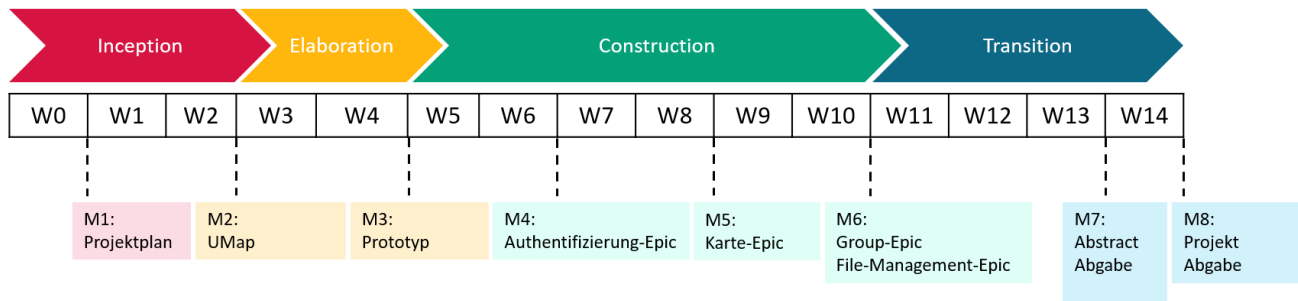 Inception
Elaboration
Construction
Transition
W0 W1 W2 W3 W4 W5 W6 W7 W8 W9 W10 W11 W12 W13 W14
M1:
Projektplan
M2:
UMap
M3:
Prototyp
M4:
Authentifizierung-Epic
M5:
Karte-Epic
M6:
Group-Epic
File-Management-Epic
M7:
Abstract
Abgabe
M8:
Projekt
Abgabe